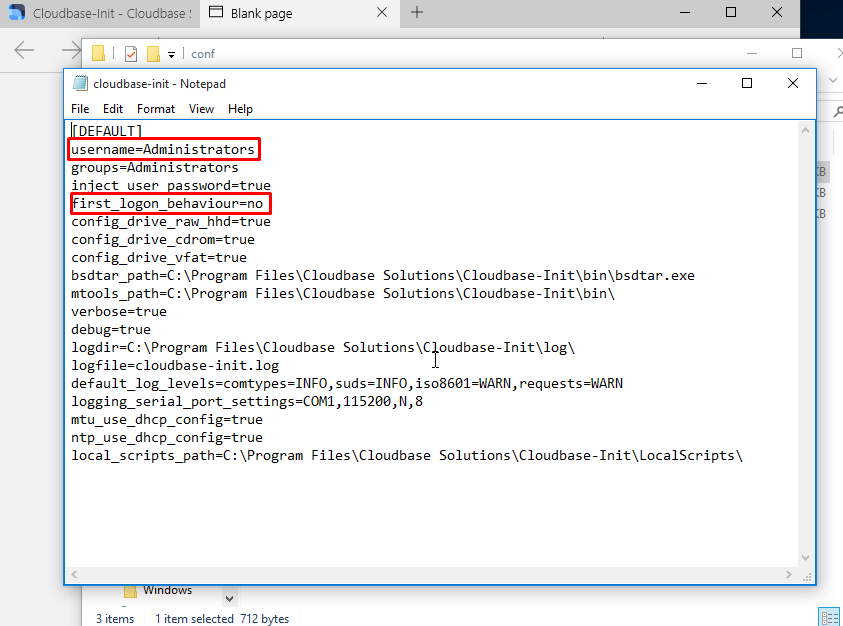 Cloudbase-Init - Cloudbase S
Blank page
conf
cloudbase-init - Notepad
File Edit Format View Help
[DEFAULT]
username=Administrators
groups=Administrators
inject_user_password=true
first_logon_behaviour=no
config_drive_raw_hhd=true
config_drive_cdrom=true
config_drive_vfat=true
bsdtar_path=C:\Program Files\Cloudbase Solutions\Cloudbase-Init\bin\bsdtar.exe
mtools_path=C:\Program Files\Cloudbase Solutions\Cloudbase-Init\bin\
verbose=true
debug=true
logdir=C:\Program Files\Cloudbase Solutions\Cloudbase-Init\log\
logfile=cloudbase-init.log
default_log_levels=comtypes=INFO,suds=INFO,iso8601=WARN,requests=WARN
logging_serial_port_settings=COM1,115200,N,8
mtu_use_dhcp_config=true
ntp_use_dhcp_config=true
local_scripts_path=C:\Program Files\Cloudbase Solutions\Cloudbase-Init\LocalScripts\
KB
KB
KB
Windows
3 items 1 item selected 712 bytes